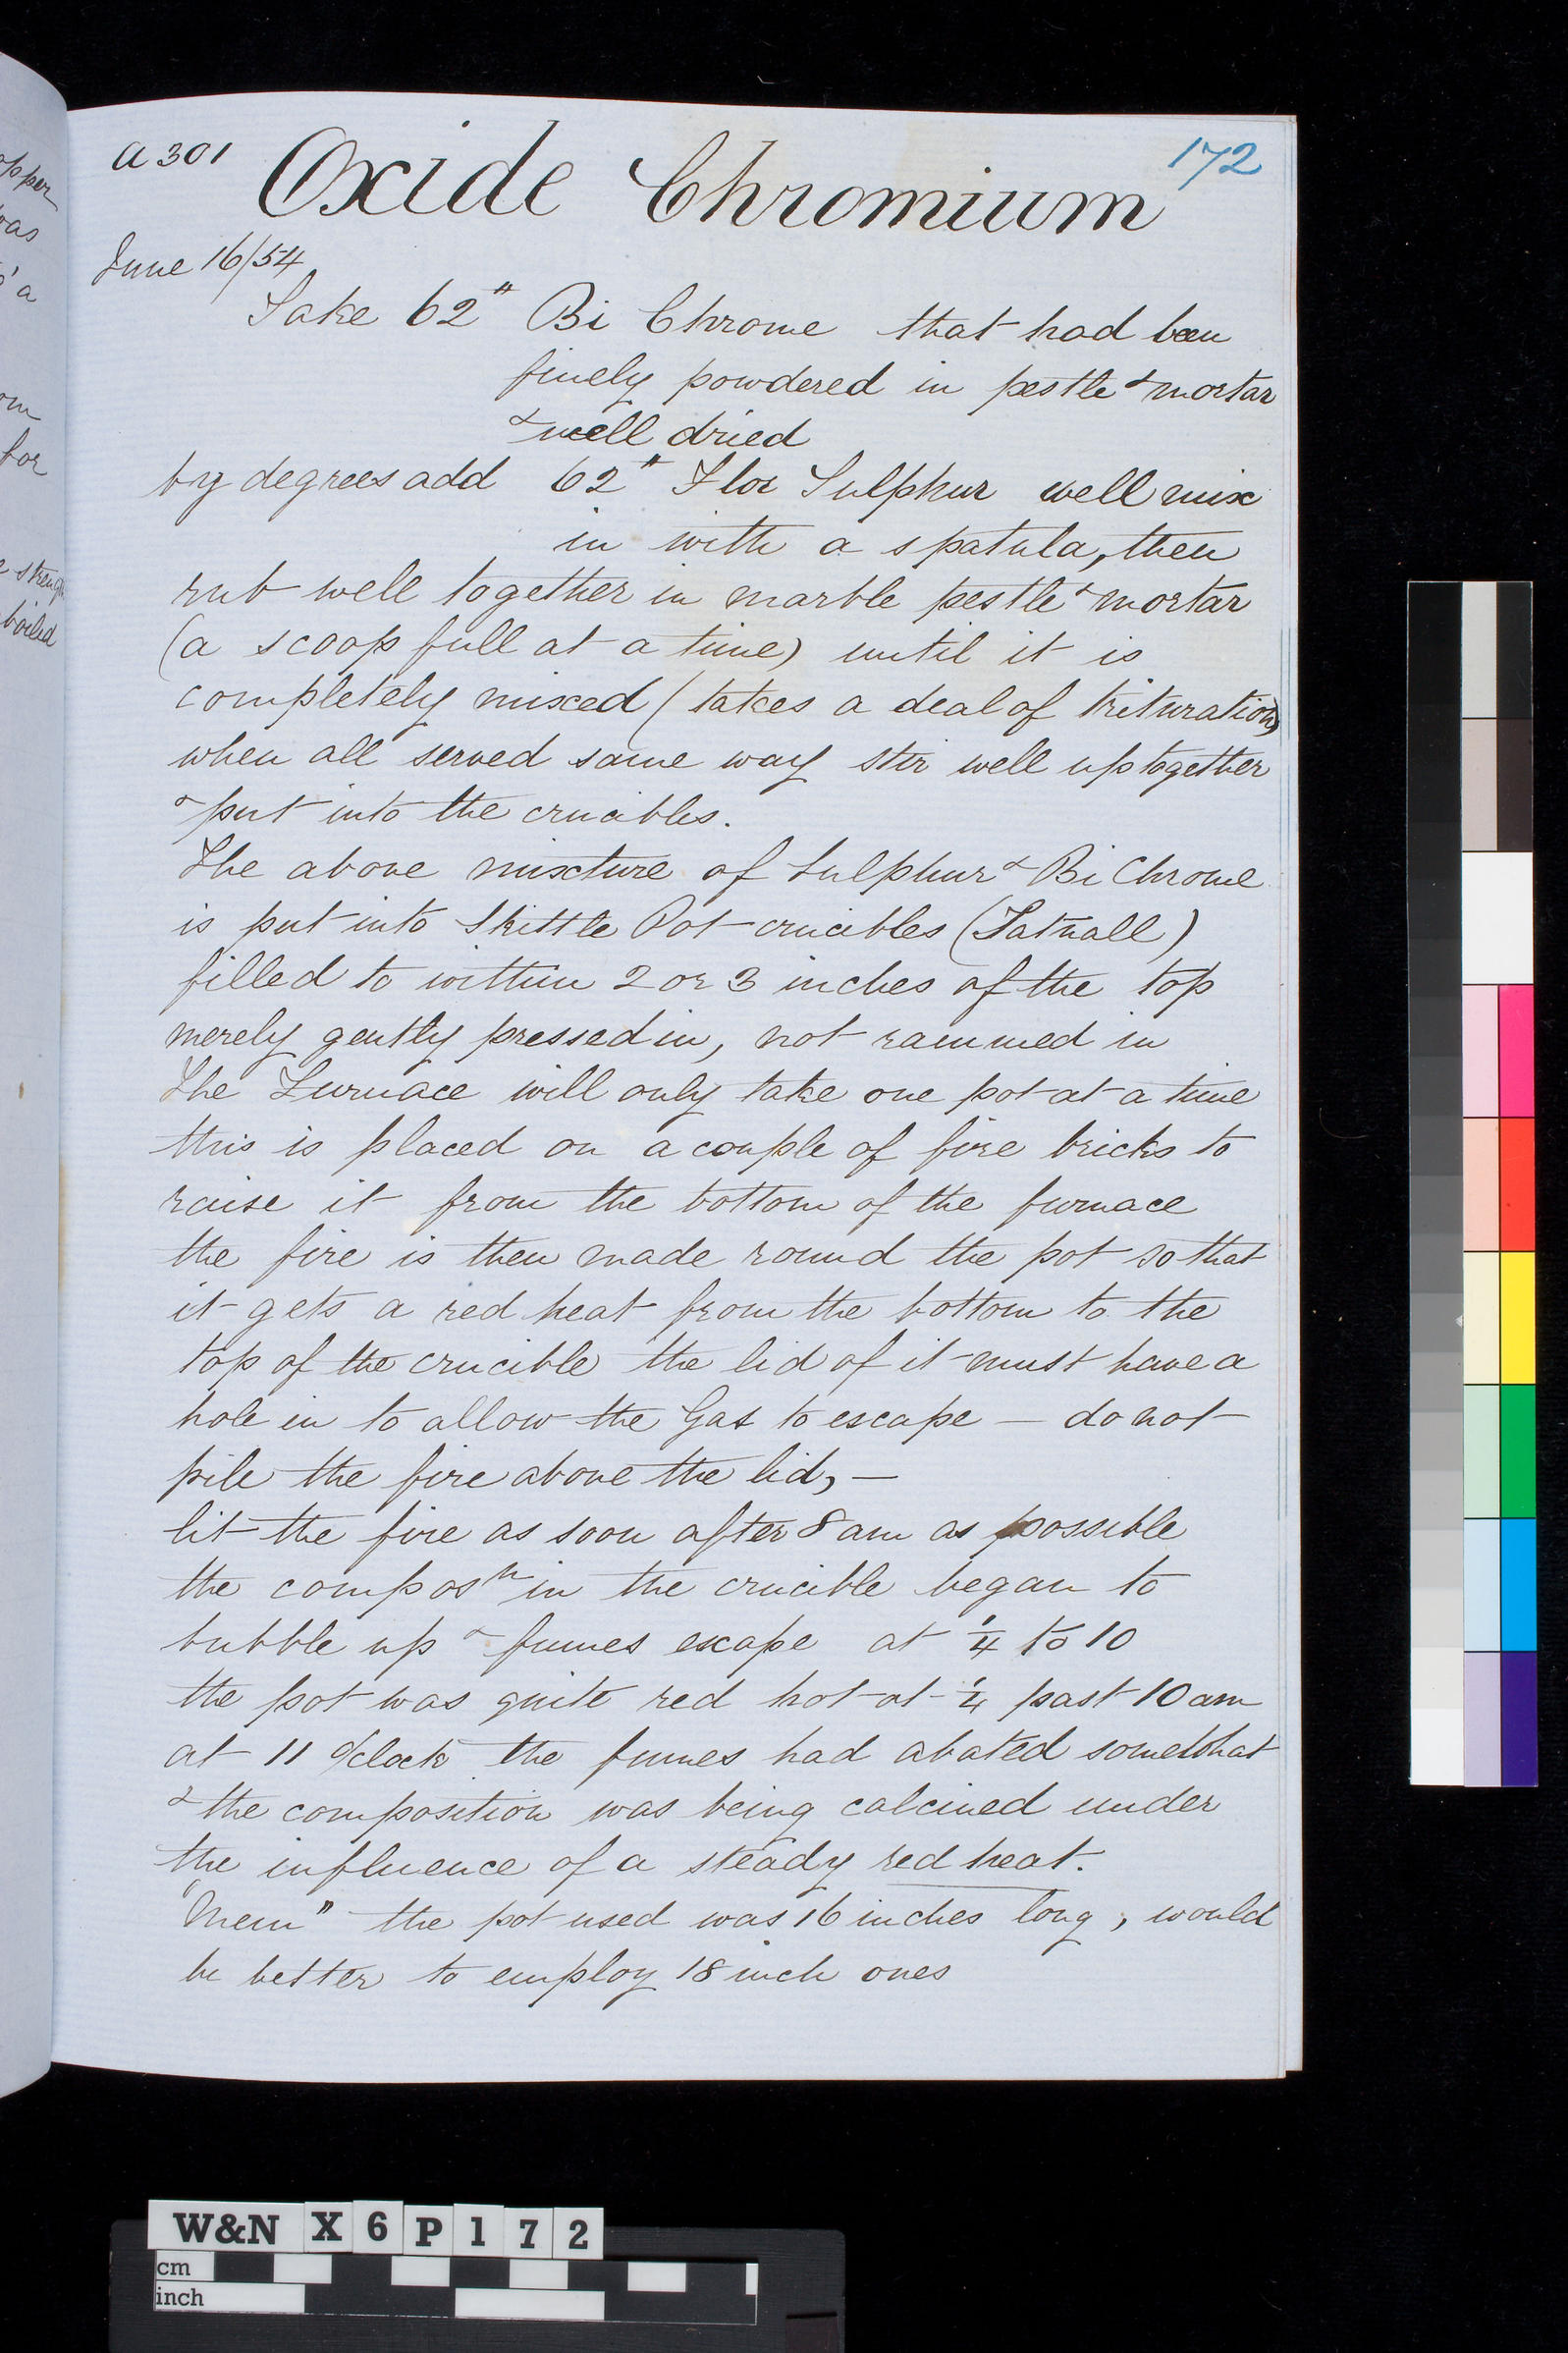 opper
was
a
om
for
e strength
boiled
a 301 Oxide Chromium 172
June 16/54
Take 62" Bi Chrome that had been
finely powdered in pestle & mortar
& well dried
by degrees add 62" Flor Sulphur well mix
in with a spatula, then
rub well together in marble pestle & mortar
(a scoop full at a time) until it is
completely mixed (takes a deal of trituration)
when all served same way stir well up together
& put into the crucibles.
The above mixture of Sulphur & Bi Chrome
is put into Skittle Pot crucibles (Tatnall)
filled to within 2 or 3 inches of the top
merely gently pressed in, not rammed in
The Furnace will only take one pot at a time
this is placed on a couple of fire bricks to
raise it from the bottom of the furnace
the fire is then made round the pot so that
it gets a red heat from the bottom to the
top of the crucible the lid of it must have a
hole in to allow the Gas to escape — do not
pile the fire above the lid, —
lit the fire as soon after 8 am as possible
the composn in the crucible began to
bubble up & fumes escape at 1/4 to 10
the pot was quite red hot at 1/4 past 10 am
at 11 o'clock the fumes had abated somewhat
& the composition was being calcined under
the influence of a steady red heat.
"Mem" the pot used was 16 inches long, would
be better to employ 18 inch ones
W&N X 6 P 1 7 2
cm
inch